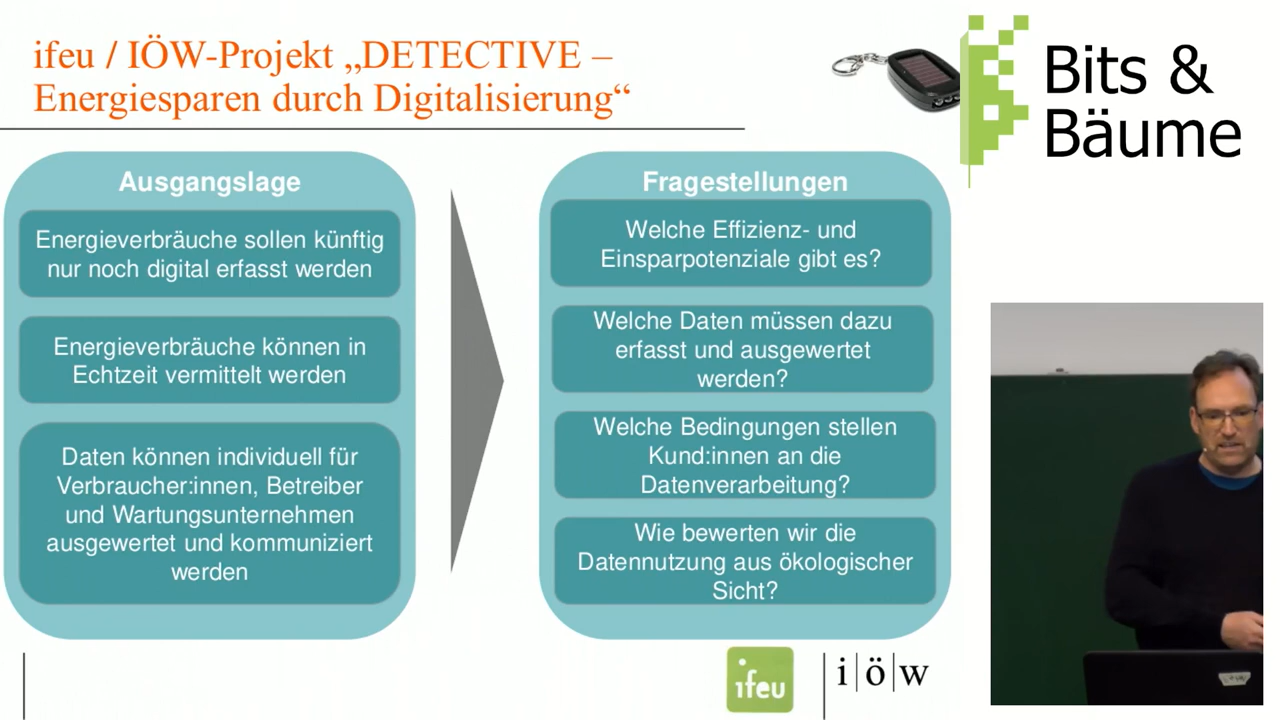 ifeu / IÖW-Projekt „DETECTIVE –
Energiesparen durch Digitalisierung“
Bits &
Bäume
Ausgangslage
Energieverbräuche sollen künftig
nur noch digital erfasst werden
Energieverbräuche können in
Echtzeit vermittelt werden
Daten können individuell für
Verbraucher:innen, Betreiber
und Wartungsunternehmen
ausgewertet und kommuniziert
werden
Fragestellungen
Welche Effizienz- und
Einsparpotenziale gibt es?
Welche Daten müssen dazu
erfasst und ausgewertet
werden?
Welche Bedingungen stellen
Kund:innen an die
Datenverarbeitung?
Wie bewerten wir die
Datennutzung aus ökologischer
Sicht?
ifeu
i|ö|w